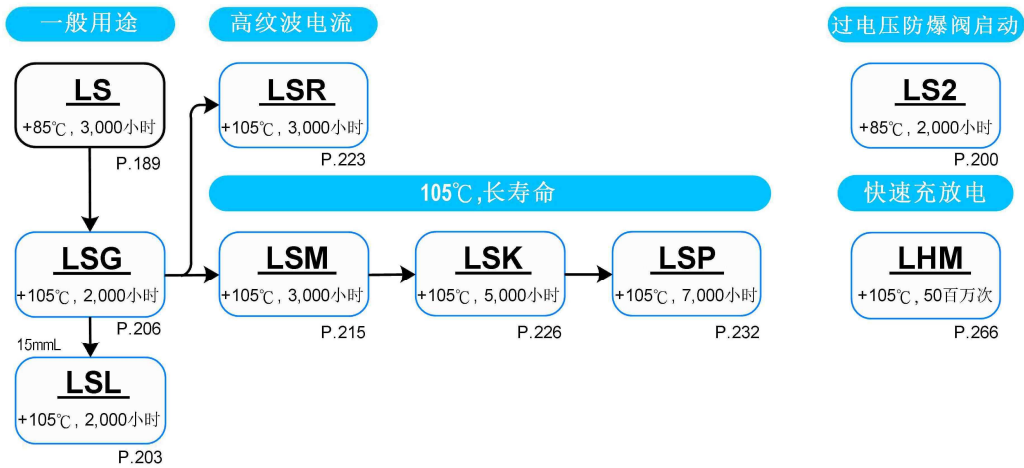 一般用途
高纹波电流
过电压防爆阀启动
LS
+85℃, 3,000小时
P.189
LSR
+105℃, 3,000小时
P.223
LS2
+85℃, 2,000小时
P.200
105℃,长寿命
快速充放电
LSG
+105℃, 2,000小时
P.206
LSM
+105℃, 3,000小时
P.215
LSK
+105℃, 5,000小时
P.226
LSP
+105℃, 7,000小时
P.232
LHM
+105℃, 50百万次
P.266
15mmL
LSL
+105℃, 2,000小时
P.203